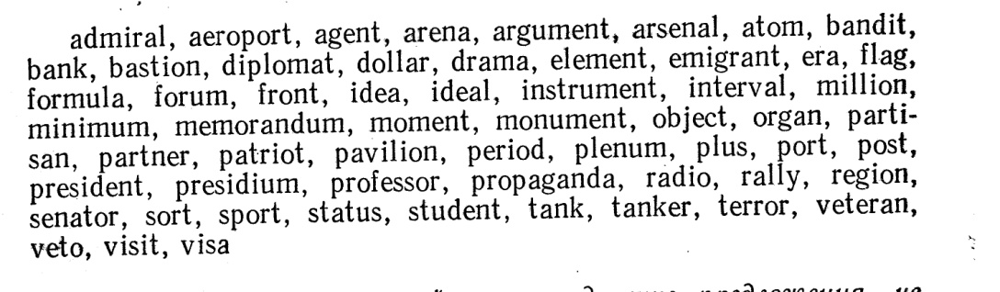 admiral, aeroport, agent, arena, argument, arsenal, atom, bandit,
bank, bastion, diplomat, dollar, drama, element, emigrant, era, flag,
formula, forum, front, idea, ideal, instrument, interval, million,
minimum, memorandum, moment, monument, object, organ, parti-
san, partner, patriot, pavilion, period, plenum, plus, port, post,
president, presidium, professor, propaganda, radio, rally, region,
senator, sort, sport, status, student, tank, tanker, terror, veteran,
veto, visit, visa